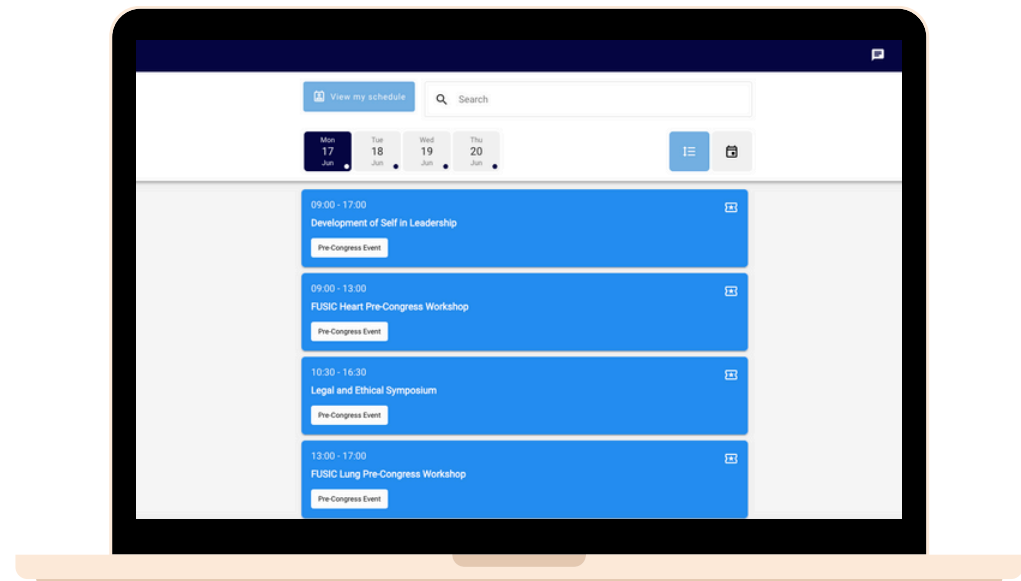 View my schedule
Search
Mon
17
Jun
Tue
18
Jun
Wed
19
Jun
Thu
20
Jun
09:00 - 17:00
Development of Self in Leadership
Pre-Congress Event
09:00 - 13:00
FUSIC Heart Pre-Congress Workshop
Pre-Congress Event
10:30 - 16:30
Legal and Ethical Symposium
Pre-Congress Event
13:00 - 17:00
FUSIC Lung Pre-Congress Workshop
Pre-Congress Event